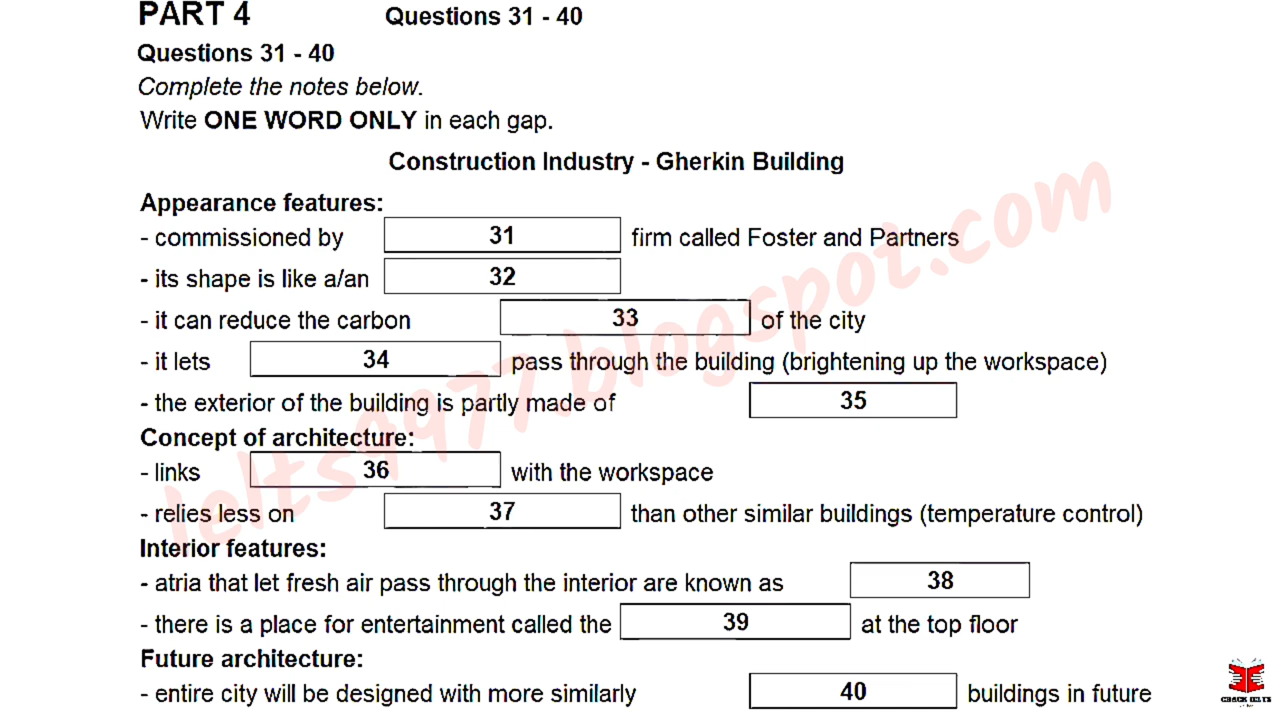 PART 4 Questions 31 - 40
Questions 31 - 40
Complete the notes below.
Write ONE WORD ONLY in each gap.
Construction Industry - Gherkin Building
Appearance features:
- commissioned by 31 firm called Foster and Partners
- its shape is like a/an 32
- it can reduce the carbon 33 of the city
- it lets 34 pass through the building (brightening up the workspace)
- the exterior of the building is partly made of 35
Concept of architecture:
- links 36 with the workspace
- relies less on 37 than other similar buildings (temperature control)
Interior features:
- atria that let fresh air pass through the interior are known as 38
- there is a place for entertainment called the 39 at the top floor
Future architecture:
- entire city will be designed with more similarly 40 buildings in future
Ielts9977.blogspot.com
CRACK IELTS